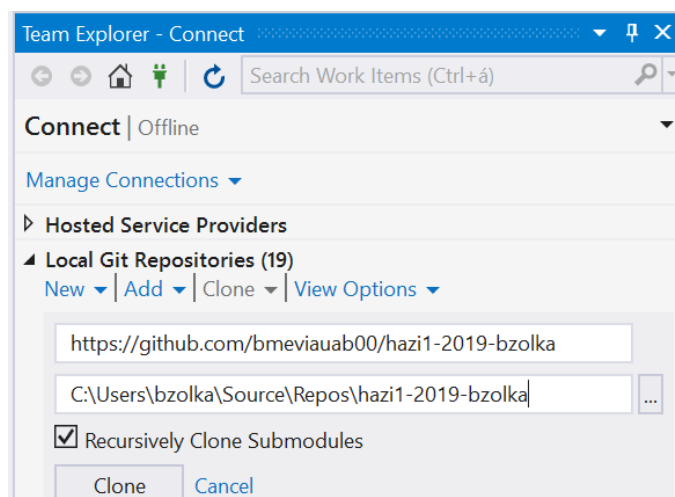 Team Explorer - Connect
Search Work Items (Ctrl+á)
Connect | Offline
Manage Connections
Hosted Service Providers
Local Git Repositories (19)
New | Add | Clone | View Options
https://github.com/bmeviauab00/hazi1-2019-bzolka
C:\Users\bzolka\Source\Repos\hazi1-2019-bzolka
...
Recursively Clone Submodules
Clone Cancel